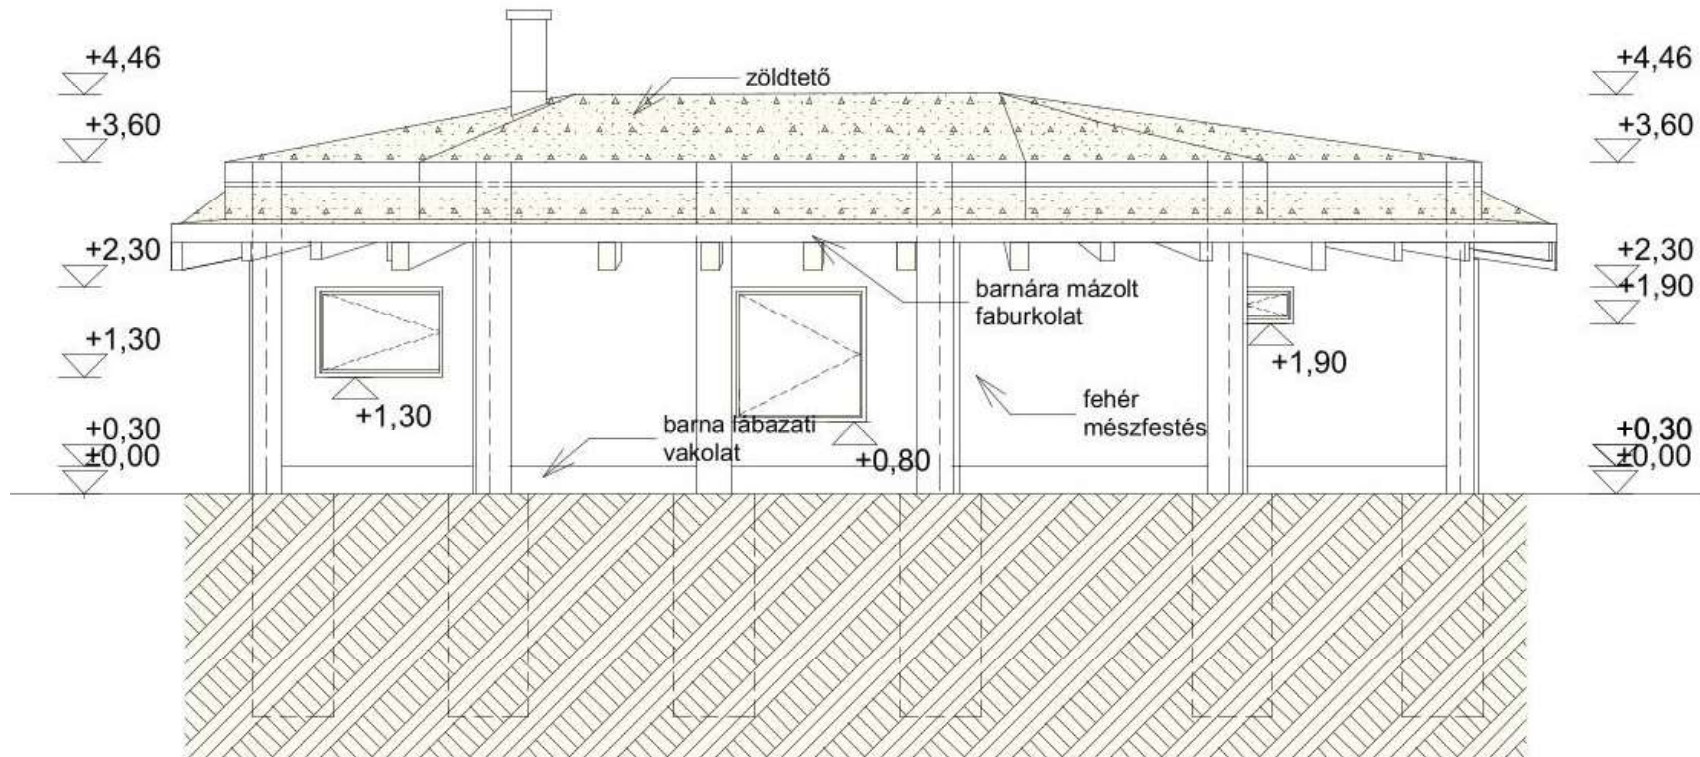 +4,46
+3,60
+2,30
+1,30
+0,30
±0,00
zöldtető
barnára mázolt
faburkolat
+1,30
barna lábazati
vakolat
+0,80
fehér
mészfestés
+1,90
+4,46
+3,60
+2,30
+1,90
+0,30
±0,00